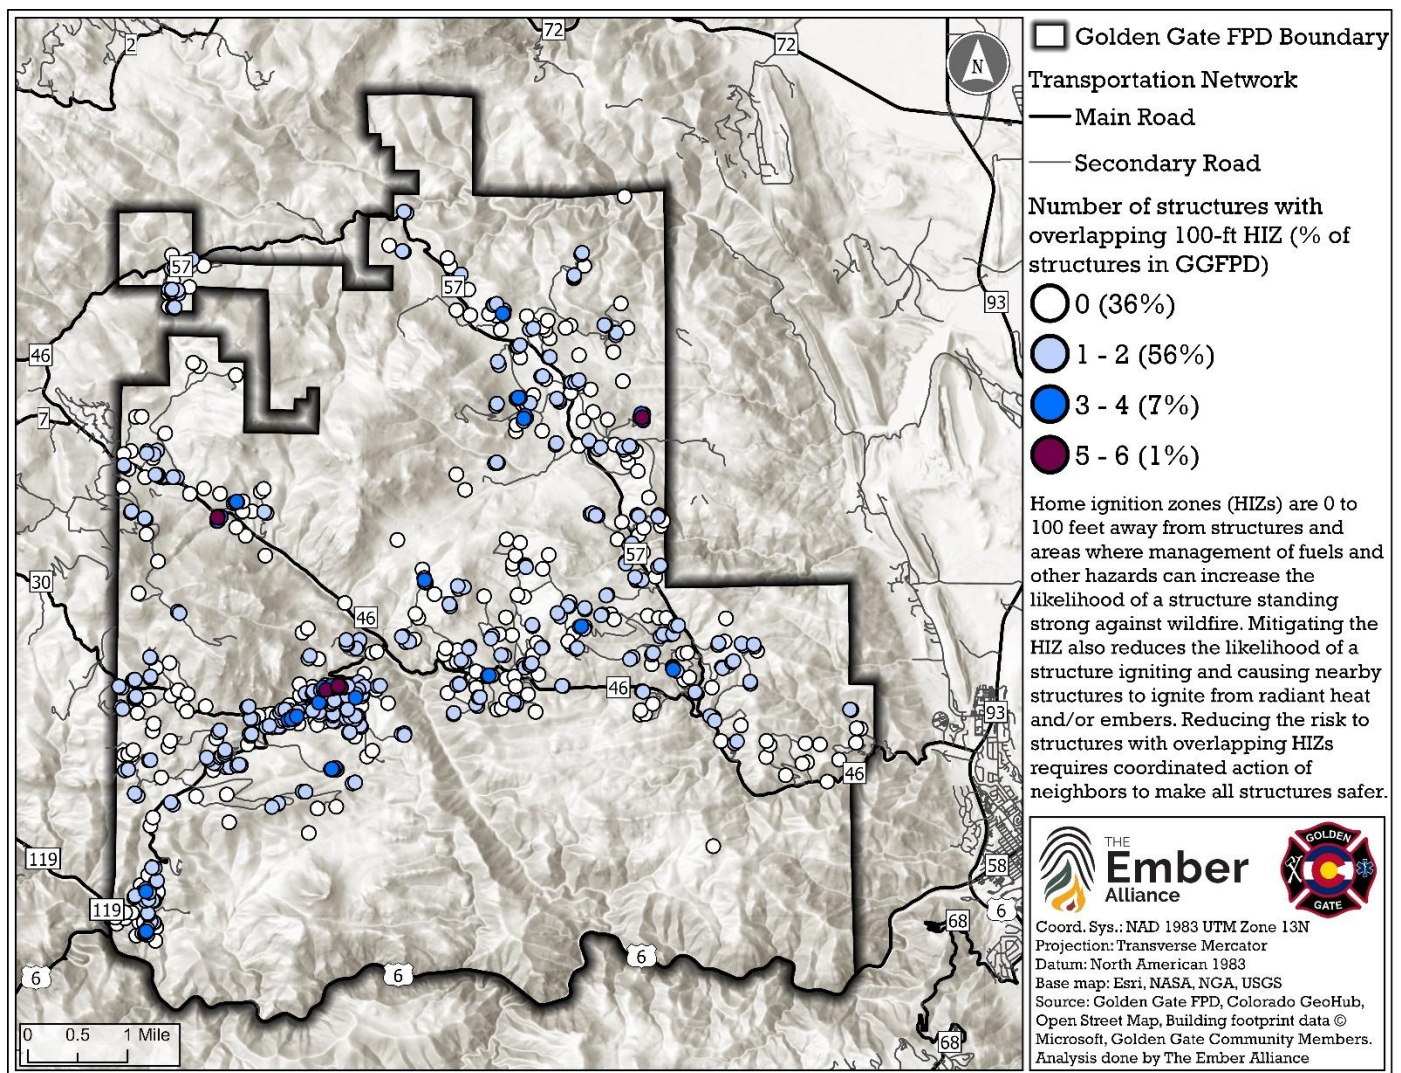 2
72
72
N
57
57
46
7
93
30
57
46
46
93
46
119
58
119
6
68
6
6
6
68
0 0.5 1 Mile
Golden Gate FPD Boundary
Transportation Network
Main Road
Secondary Road
Number of structures with
overlapping 100-ft HIZ (% of
structures in GGFPD)
0 (36%)
1 - 2 (56%)
3 - 4 (7%)
5 - 6 (1%)
Home ignition zones (HIZs) are 0 to
100 feet away from structures and
areas where management of fuels and
other hazards can increase the
likelihood of a structure standing
strong against wildfire. Mitigating the
HIZ also reduces the likelihood of a
structure igniting and causing nearby
structures to ignite from radiant heat
and/or embers. Reducing the risk to
structures with overlapping HIZs
requires coordinated action of
neighbors to make all structures safer.
THE
Ember
Alliance
GOLDEN
GATE
Coord. Sys.: NAD 1983 UTM Zone 13N
Projection: Transverse Mercator
Datum: North American 1983
Base map: Esri, NASA, NGA, USGS
Source: Golden Gate FPD, Colorado GeoHub,
Open Street Map, Building footprint data ©
Microsoft, Golden Gate Community Members.
Analysis done by The Ember Alliance